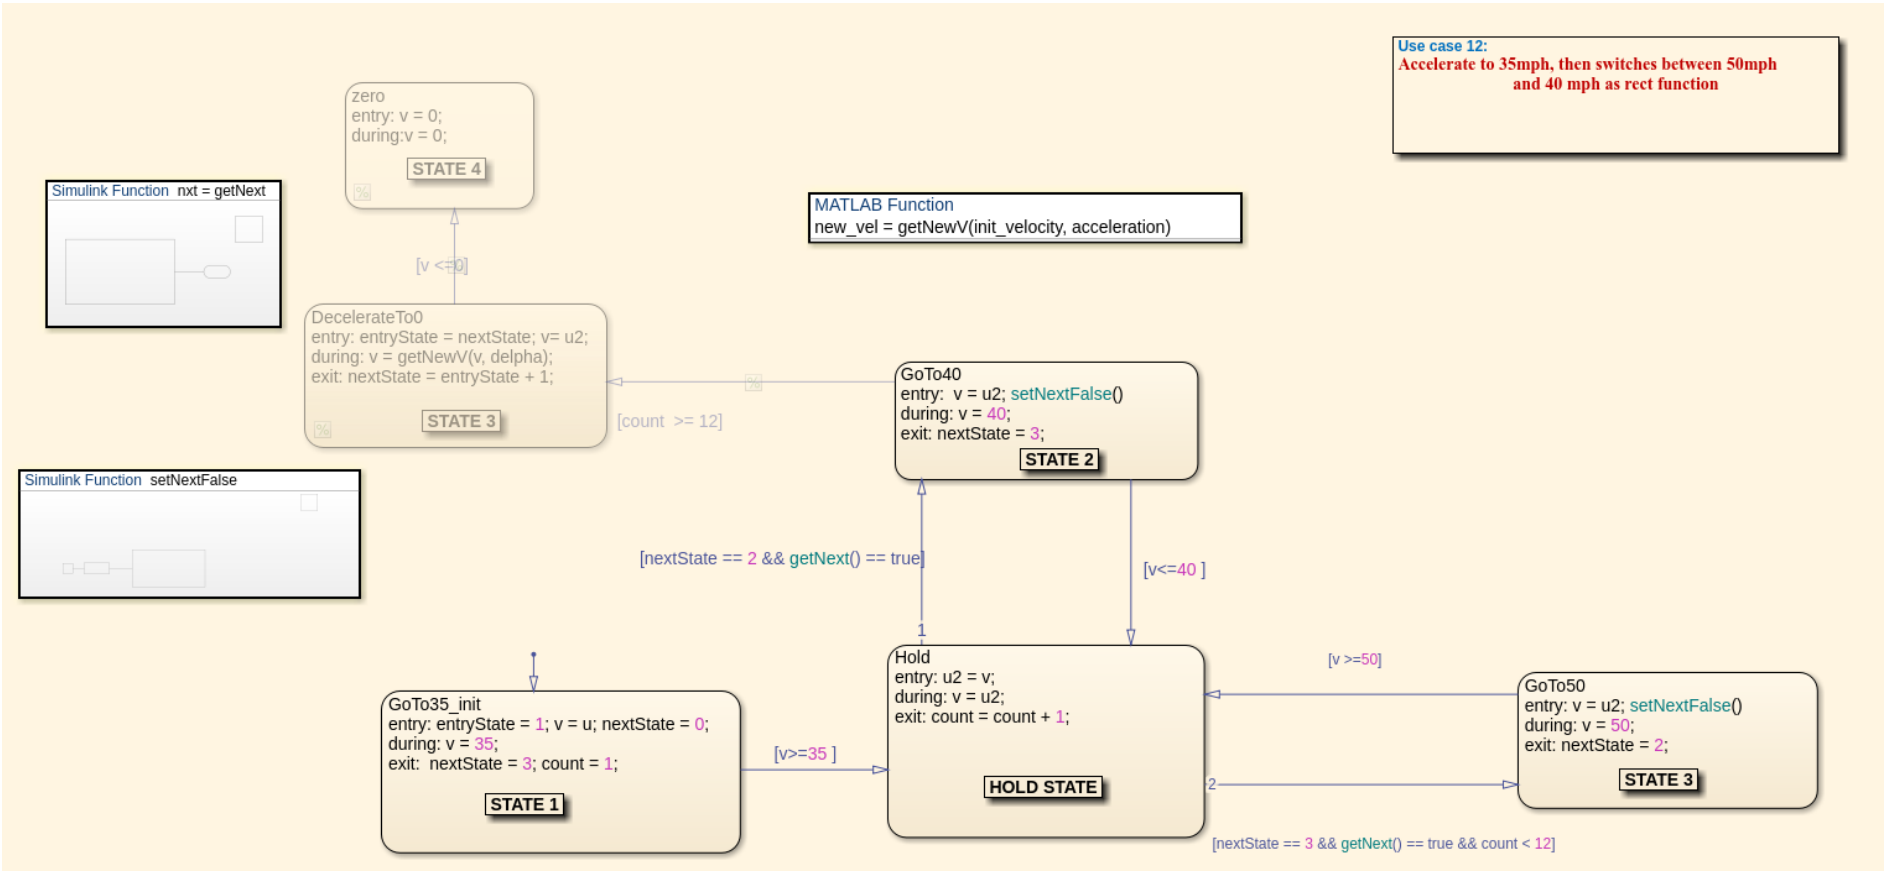 Use case 12:
Accelerate to 35mph, then switches between 50mph
and 40 mph as rect function
zero
entry: v = 0;
during:v = 0;
STATE 4
Simulink Function nxt = getNext
MATLAB Function
new_vel = getNewV(init_velocity, acceleration)
[v <=0]
DecelerateTo0
entry: entryState = nextState; v= u2;
during: v = getNewV(v, delpha);
exit: nextState = entryState + 1;
STATE 3
[count >= 12]
GoTo40
entry: v = u2; setNextFalse()
during: v = 40;
exit: nextState = 3;
STATE 2
Simulink Function setNextFalse
[nextState == 2 && getNext() == true]
[v<=40 ]
1
GoTo35_init
entry: entryState = 1; v = u; nextState = 0;
during: v = 35;
exit: nextState = 3; count = 1;
STATE 1
[v>=35 ]
Hold
entry: u2 = v;
during: v = u2;
exit: count = count + 1;
HOLD STATE
[v >=50]
2
GoTo50
entry: v = u2; setNextFalse()
during: v = 50;
exit: nextState = 2;
STATE 3
[nextState == 3 && getNext() == true && count < 12]